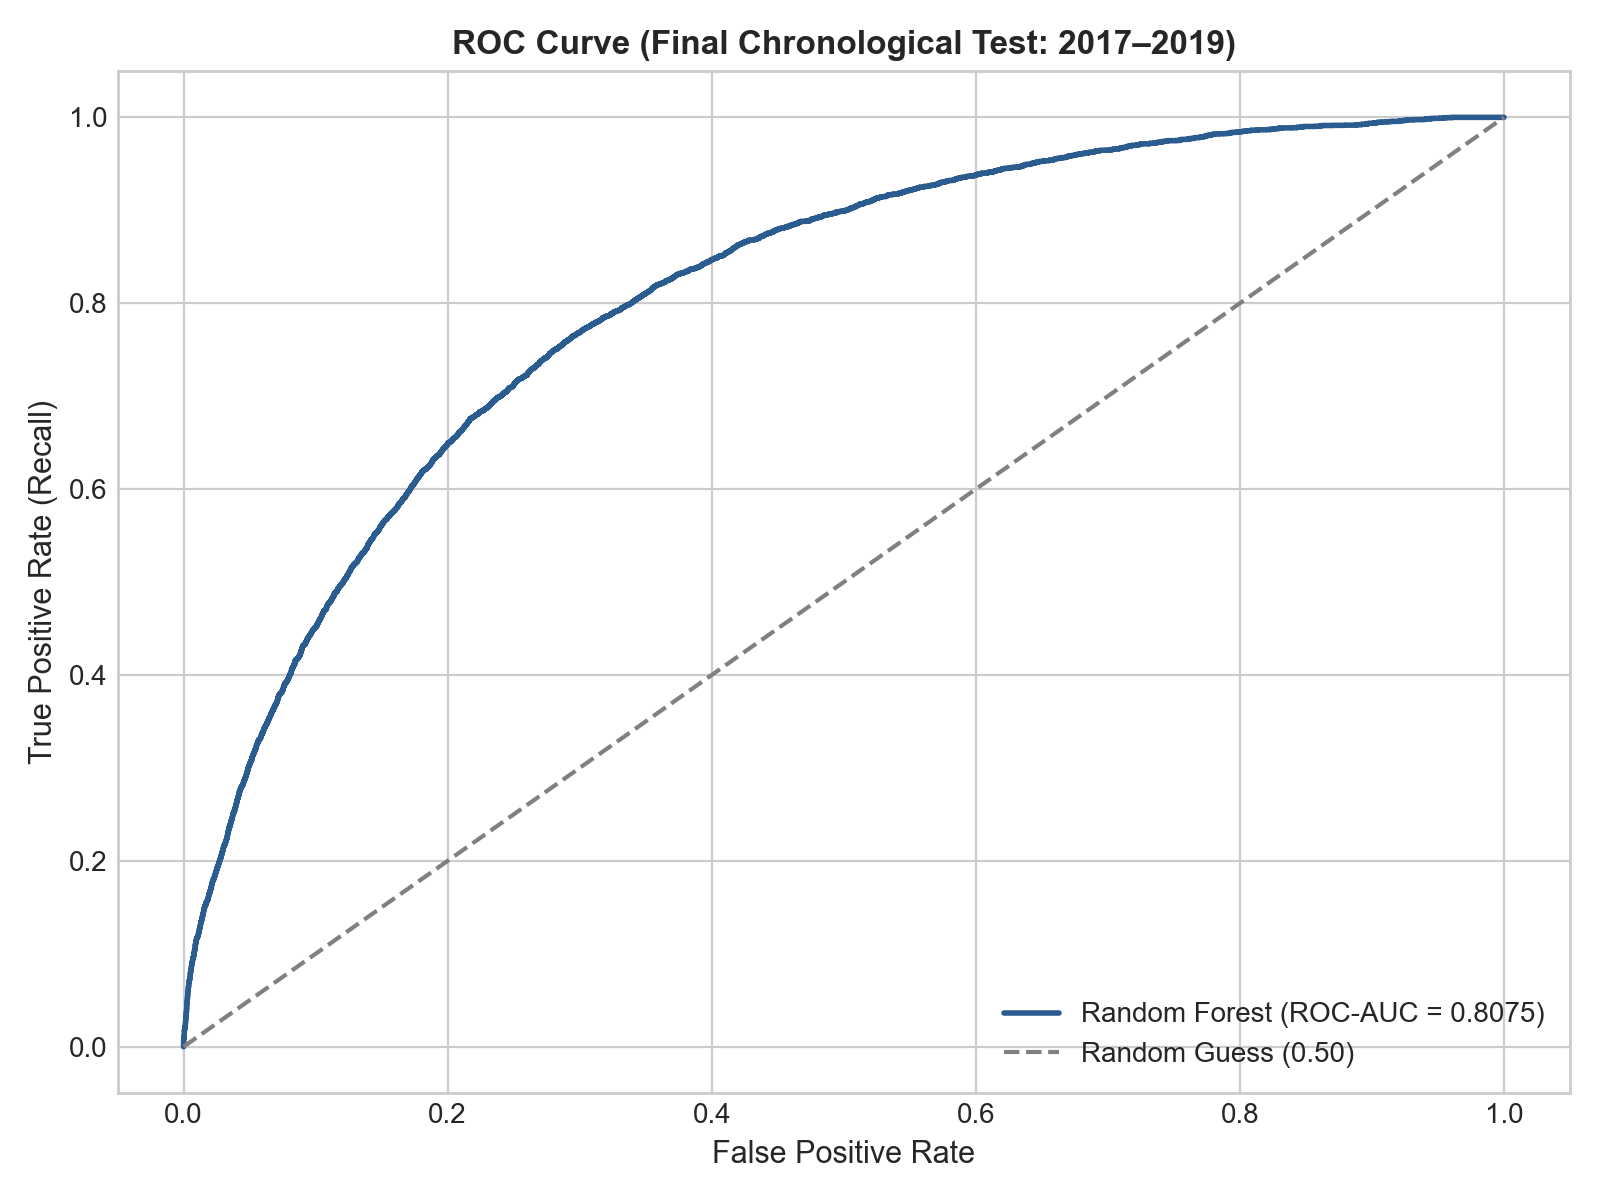 ROC Curve (Final Chronological Test: 2017–2019)
True Positive Rate (Recall)
1.0
0.8
0.6
0.4
0.2
0.0
Random Forest (ROC-AUC = 0.8075)
Random Guess (0.50)
0.0 0.2 0.4 0.6 0.8 1.0
False Positive Rate